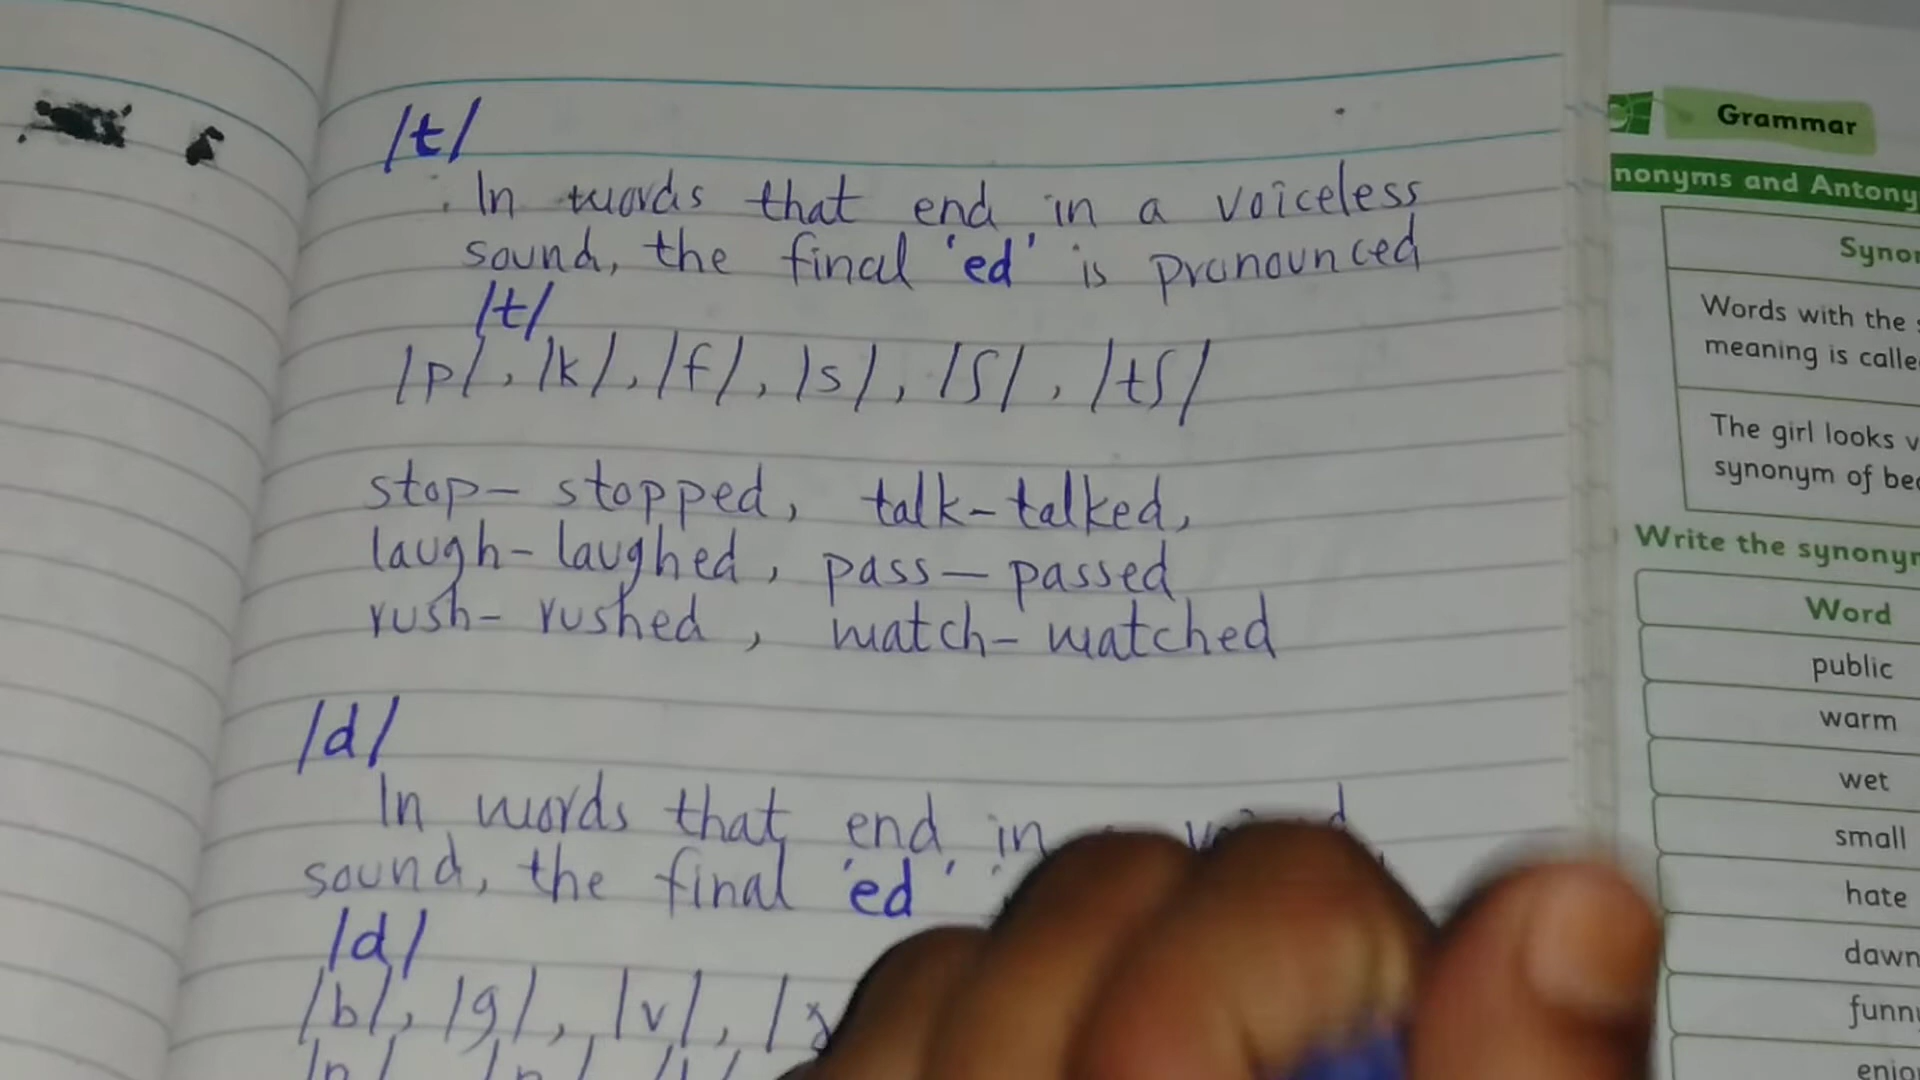 /t/
In words that end in a voiceless
sound, the final 'ed' is pronounced
/t/
/p/, /k/, /f/, /s/, /ʃ/, /tʃ/
stop- stopped, talk-talked,
laugh-laughed, pass-passed
rush- rushed, watch-watched
/d/
In words that end in
sound, the final 'ed'
/d/
/b/, /g/, /v/,
Grammar
nonyms and Antony
Syno
Words with the
meaning is calle
The girl looks v
synonym of be
Write the synonym
Word
public
warm
wet
small
hate
dawn
funn
enjo